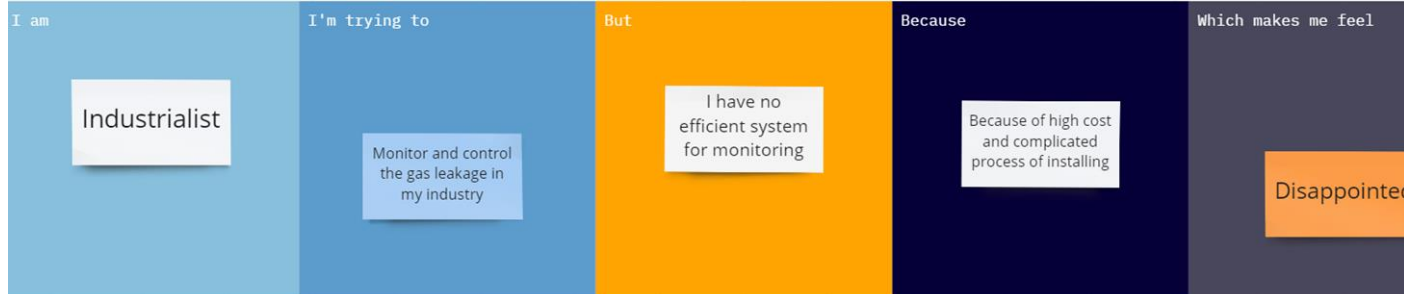 I am
Industrialist
I'm trying to
Monitor and control
the gas leakage in
my industry
But
I have no
efficient system
for monitoring
Because
Because of high cost
and complicated
process of installing
Which makes me feel
Disappointed